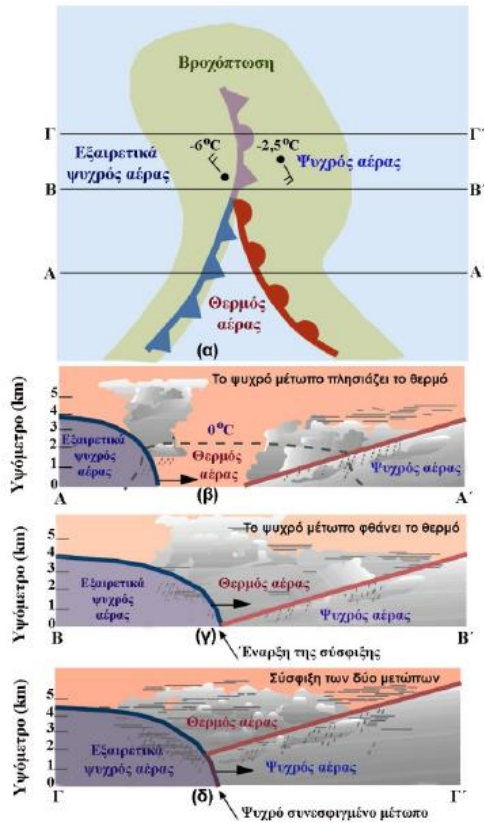 Βροχόπτωση
Γ
Γ΄
-6°C
-2,5°C
Εξαιρετικά
ψυχρός αέρας
Ψυχρός αέρας
Β
Β΄
Α
Α΄
Θερμός
αέρας
(α)
Υψόμετρο (km)
5
4
3
2
1
0
Το ψυχρό μέτωπο πλησιάζει το θερμό
0°C
Εξαιρετικά ψυχρός
αέρας
Θερμός
αέρας
Ψυχρός αέρας
Α
(β)
Α΄
Υψόμετρο (km)
5
4
3
2
1
0
Το ψυχρό μέτωπο φθάνει το θερμό
Εξαιρετικά
ψυχρός
αέρας
Θερμός αέρας
Ψυχρός αέρας
Β
(γ)
Β΄
Έναρξη της σύσφιξης
Υψόμετρο (km)
5
4
3
2
1
0
Σύσφιξη των δύο μετώπων
Θερμός αέρας
Εξαιρετικά
ψυχρός αέρας
Ψυχρός αέρας
Γ
(δ)
Γ΄
Ψυχρό συνεσφιγμένο μέτωπο